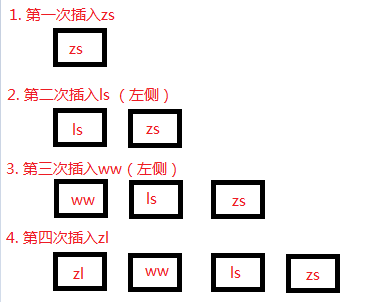 1. 第一次插入zs
zs
2. 第二次插入ls（左侧）
ls zs
3. 第三次插入ww（左侧）
ww ls zs
4. 第四次插入zl
zl ww ls zs